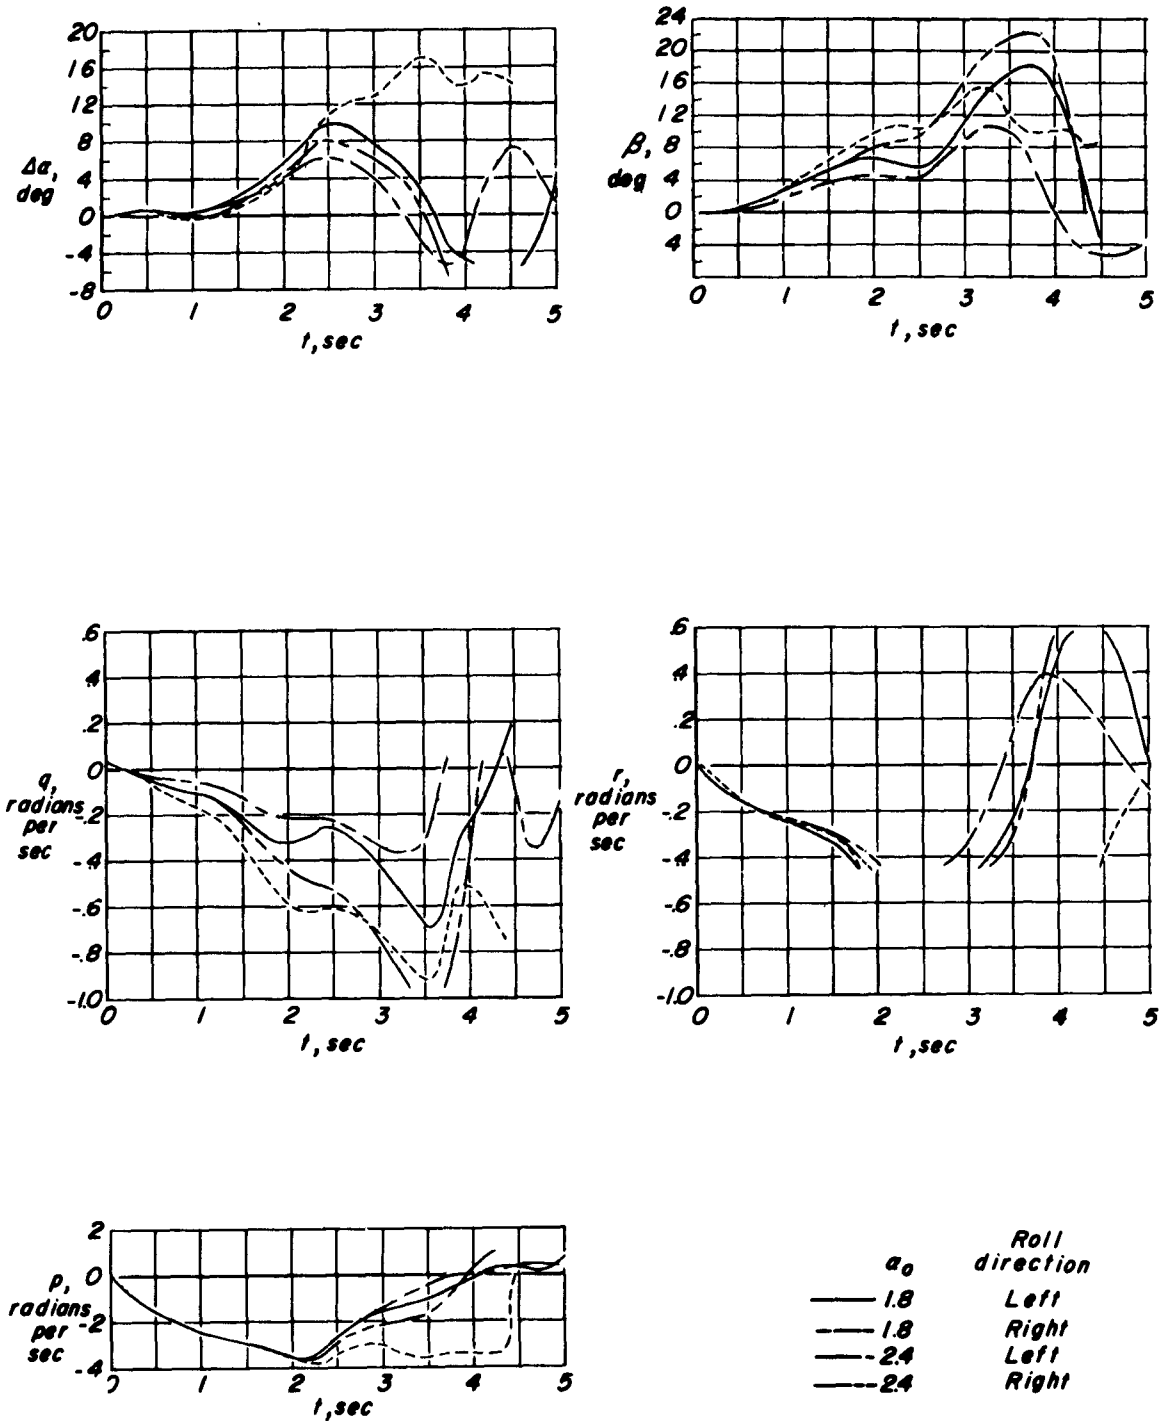 20
16
12
8
4
0
-4
-8
Δα,
deg
0 1 2 3 4 5
t, sec
24
20
16
12
8
4
0
4
8
β,
deg
0 1 2 3 4 5
t, sec
.6
.4
.2
0
-.2
-.4
-.6
-.8
-1.0
q,
radians
per
sec
0 1 2 3 4 5
t, sec
.6
.4
.2
0
-.2
-.4
-.6
-.8
-1.0
r,
radians
per
sec
0 1 2 3 4 5
t, sec
2
0
-2
-4
p,
radians
per
sec
0 1 2 3 4 5
t, sec
Roll
α₀ direction
1.8 Left
1.8 Right
2.4 Left
2.4 Right